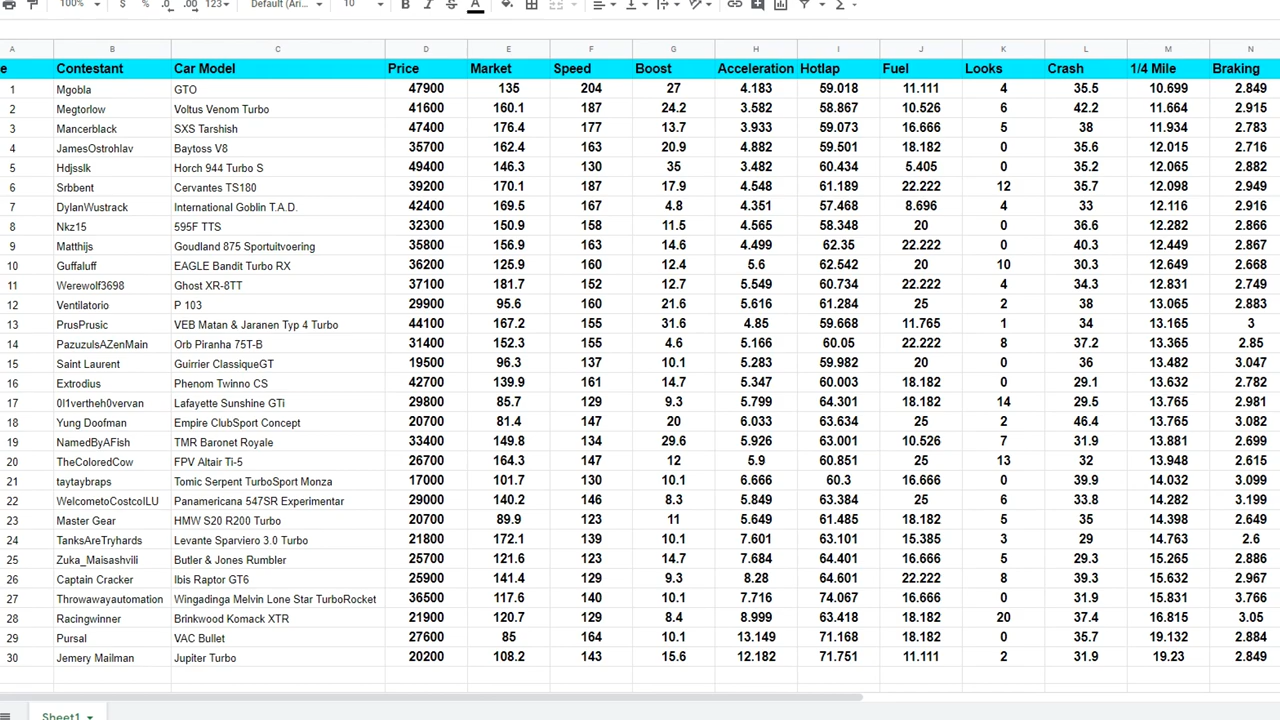 100% $ % .0 .00 123 Default (Ari... 10 B I S A
A B C D E F G H I J K L M N
e Contestant Car Model Price Market Speed Boost Acceleration Hotlap Fuel Looks Crash 1/4 Mile Braking
1 Mgobla GTO 47900 135 204 27 4.183 59.018 11.111 4 35.5 10.699 2.849
2 Megtorlow Voltus Venom Turbo 41600 160.1 187 24.2 3.582 58.867 10.526 6 42.2 11.664 2.915
3 Mancerblack SXS Tarshish 47400 176.4 177 13.7 3.933 59.073 16.666 5 38 11.934 2.783
4 JamesOstrohlav Baytoss V8 35700 162.4 163 20.9 4.882 59.501 18.182 0 35.6 12.015 2.716
5 Hdjsslk Horch 944 Turbo S 49400 146.3 130 35 3.482 60.434 5.405 0 35.2 12.065 2.882
6 Srbbent Cervantes TS180 39200 170.1 187 17.9 4.548 61.189 22.222 12 35.7 12.098 2.949
7 DylanWustrack International Goblin T.A.D. 42400 169.5 167 4.8 4.351 57.468 8.696 4 33 12.116 2.916
8 Nkz15 595F TTS 32300 150.9 158 11.5 4.565 58.348 20 0 36.6 12.282 2.866
9 Matthijs Goudland 875 Sportuitvoering 35800 156.9 163 14.6 4.499 62.35 22.222 0 40.3 12.449 2.867
10 Guffaluff EAGLE Bandit Turbo RX 36200 125.9 160 12.4 5.6 62.542 20 10 30.3 12.649 2.668
11 Werewolf3698 Ghost XR-8TT 37100 181.7 152 12.7 5.549 60.734 22.222 4 34.3 12.831 2.749
12 Ventilatorio P 103 29900 95.6 160 21.6 5.616 61.284 25 2 38 13.065 2.883
13 PrusPrusic VEB Matan & Jaranen Typ 4 Turbo 44100 167.2 155 31.6 4.85 59.668 11.765 1 34 13.165 3
14 PazuzulsAZenMain Orb Piranha 75T-B 31400 152.3 155 4.6 5.166 60.05 22.222 8 37.2 13.365 2.85
15 Saint Laurent Guirrier ClassiqueGT 19500 96.3 137 10.1 5.283 59.982 20 0 36 13.482 3.047
16 Extrodius Phenom Twinno CS 42700 139.9 161 14.7 5.347 60.003 18.182 0 29.1 13.632 2.782
17 0l1vertheh0vervan Lafayette Sunshine GTi 29800 85.7 129 9.3 5.799 64.301 18.182 14 29.5 13.765 2.981
18 Yung Doofman Empire ClubSport Concept 20700 81.4 147 20 6.033 63.634 25 2 46.4 13.765 3.082
19 NamedByAFish TMR Baronet Royale 33400 149.8 134 29.6 5.926 63.001 10.526 7 31.9 13.881 2.699
20 TheColoredCow FPV Altair Ti-5 26700 164.3 147 12 5.9 60.851 25 13 32 13.948 2.615
21 taytaybraps Tomic Serpent TurboSport Monza 17000 101.7 130 10.1 6.666 60.3 16.666 0 39.9 14.032 3.099
22 WelcometoCostcoILU Panamericana 547SR Experimentar 29000 140.2 146 8.3 5.849 63.384 25 6 33.8 14.282 3.199
23 Master Gear HMW S20 R200 Turbo 20700 89.9 123 11 5.649 61.485 18.182 5 35 14.398 2.649
24 TanksAreTryhards Levante Sparviero 3.0 Turbo 21800 172.1 139 10.1 7.601 63.101 15.385 3 29 14.763 2.6
25 Zuka_Maisashvili Butler & Jones Rumbler 25700 121.6 123 14.7 7.684 64.401 16.666 5 29.3 15.265 2.886
26 Captain Cracker Ibis Raptor GT6 25900 141.4 129 9.3 8.28 64.601 22.222 8 39.3 15.632 2.967
27 Throwawayautomation Wingadinga Melvin Lone Star TurboRocket 36500 117.6 140 10.1 7.716 74.067 16.666 0 31.9 15.831 3.766
28 Racingwinner Brinkwood Komack XTR 21900 120.7 129 8.4 8.999 63.418 18.182 20 37.4 16.815 3.05
29 Pursal VAC Bullet 27600 85 164 10.1 13.149 71.168 18.182 0 35.7 19.132 2.884
30 Jemery Mailman Jupiter Turbo 20200 108.2 143 15.6 12.182 71.751 11.111 2 31.9 19.23 2.849
Sheet1